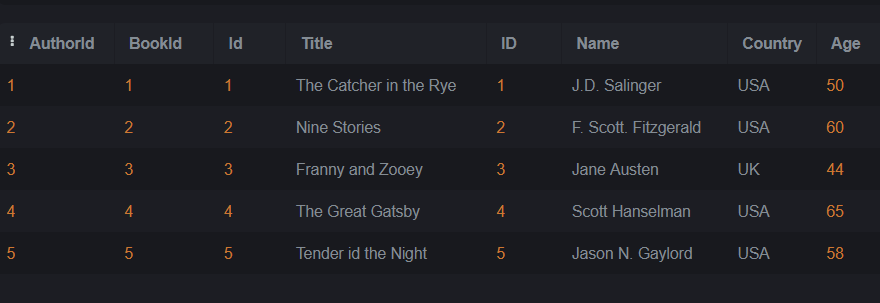 AuthorId BookId Id Title ID Name Country Age
1 1 1 The Catcher in the Rye 1 J.D. Salinger USA 50
2 2 2 Nine Stories 2 F. Scott. Fitzgerald USA 60
3 3 3 Franny and Zooey 3 Jane Austen UK 44
4 4 4 The Great Gatsby 4 Scott Hanselman USA 65
5 5 5 Tender id the Night 5 Jason N. Gaylord USA 58